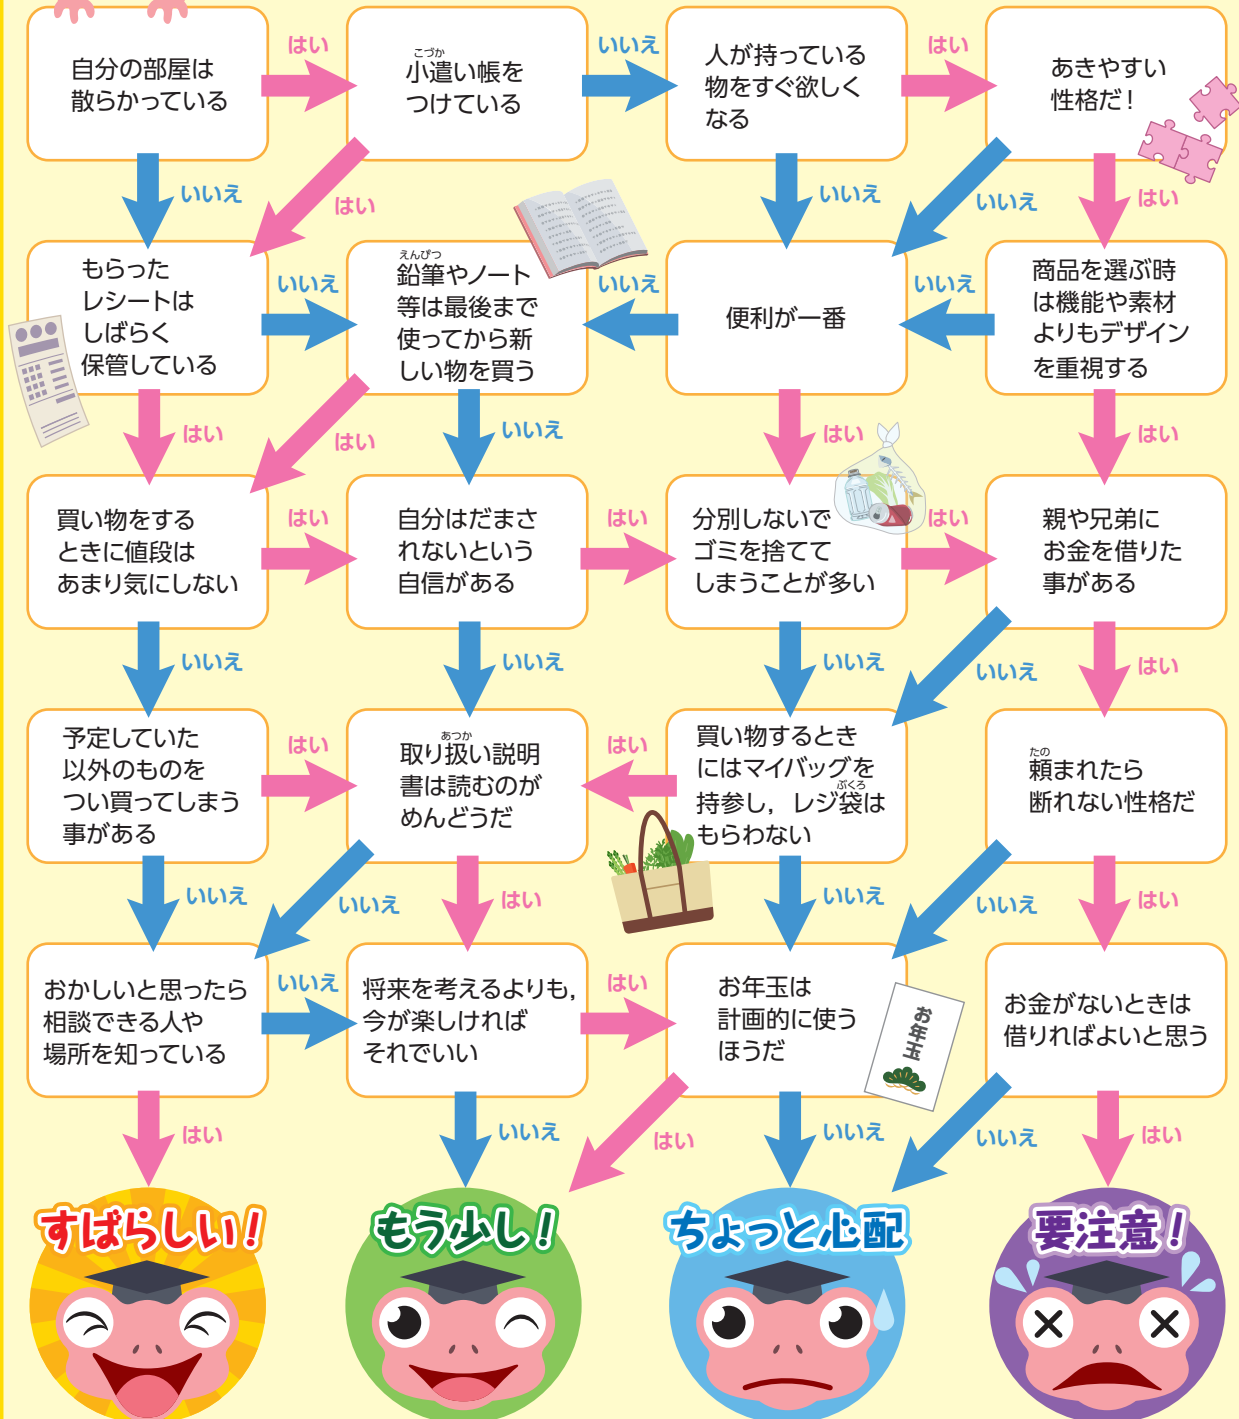 自分の部屋は
散らかっている
はい
いいえ
こづか
小遣い帳を
つけている
いいえ
はい
人が持っている
物をすぐ欲しく
なる
はい
いいえ
あきやすい
性格だ！
いいえ
はい
もらった
レシートは
しばらく
保管している
いいえ
はい
えんぴつ
鉛筆やノート
等は最後まで
使ってから新
しい物を買う
はい
いいえ
便利が一番
いいえ
はい
商品を選ぶ時
は機能や素材
よりもデザイン
を重視する
いいえ
はい
買い物をする
ときに値段は
あまり気にしない
はい
いいえ
自分はだまさ
れないという
自信がある
はい
いいえ
分別しないで
ゴミを捨てて
しまうことが多い
はい
いいえ
親や兄弟に
お金を借りた
事がある
いいえ
はい
予定していた
以外のものを
つい買ってしまう
事がある
はい
いいえ
あつか
取り扱い説明
書は読むのが
めんどうだ
いいえ
はい
買い物するとき
にはマイバッグを
ぶくろ
持参し，レジ袋は
もらわない
はい
いいえ
たの
頼まれたら
断れない性格だ
いいえ
はい
おかしいと思ったら
相談できる人や
場所を知っている
いいえ
はい
将来を考えるよりも，
今が楽しければ
それでいい
はい
いいえ
お年玉は
計画的に使う
ほうだ
お年玉
はい
いいえ
お金がないときは
借りればよいと思う
いいえ
はい
すばらしい！
もう少し！
ちょっと心配
要注意！